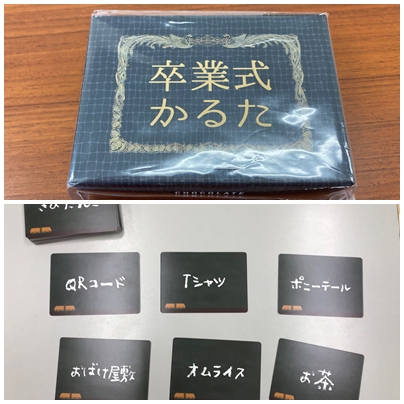 卒業式
かるた
CHOCOLATE
QRコード
Tシャツ
ポニーテール
おばけ屋敷
オムライス
お茶